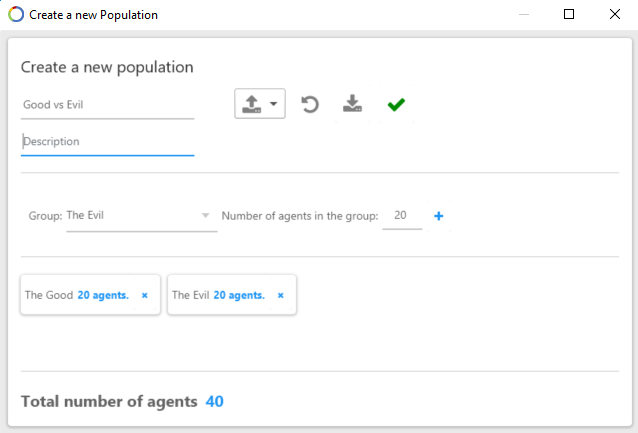 Create a new Population
Create a new population
Good vs Evil
Description
Group: The Evil Number of agents in the group: 20
The Good 20 agents. The Evil 20 agents.
Total number of agents 40